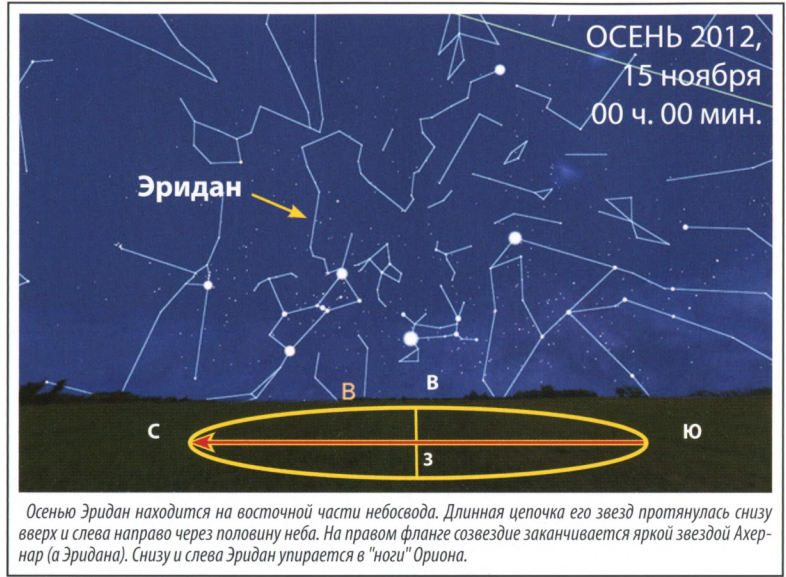 ОСЕНЬ 2012,
15 ноября
00 ч. 00 мин.
Эридан
В
В
С
Ю
З
Осенью Эридан находится на восточной части небосвода. Длинная цепочка его звезд протянулась снизу
вверх и слева направо через половину неба. На правом фланге созвездие заканчивается яркой звездой Ахер-
нар (а Эридана). Снизу и слева Эридан упирается в "ноги" Ориона.